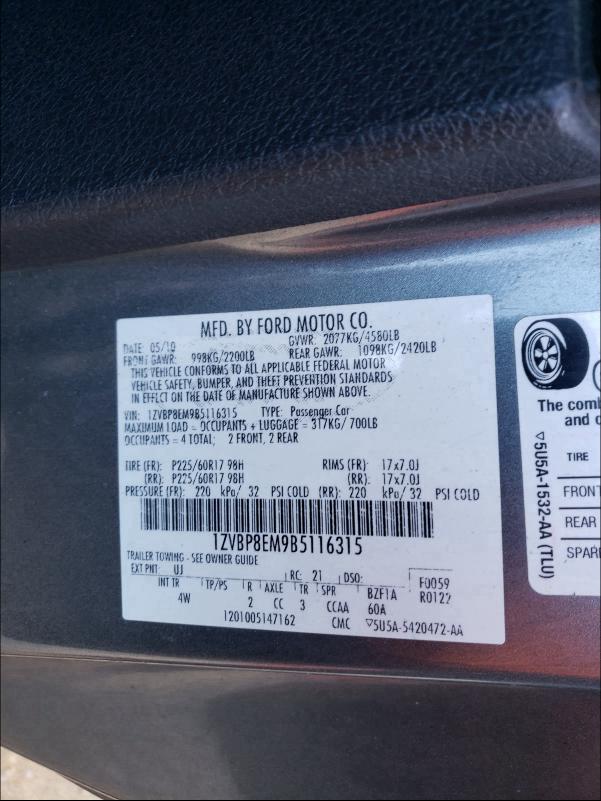 MFD. BY FORD MOTOR CO.
DATE: 05/10 GVWR: 2077KG/4580LB
FRONT GAWR: 998KG/2200LB REAR GAWR: 1098KG/2420LB
THIS VEHICLE CONFORMS TO ALL APPLICABLE FEDERAL MOTOR
VEHICLE SAFETY, BUMPER, AND THEFT PREVENTION STANDARDS
IN EFFECT ON THE DATE OF MANUFACTURE SHOWN ABOVE.
VIN: 1ZVBP8EM9B5116315 TYPE: Passenger Car
MAXIMUM LOAD = OCCUPANTS + LUGGAGE = 317KG/ 700LB
OCCUPANTS = 4 TOTAL; 2 FRONT, 2 REAR
TIRE (FR): P225/60R17 98H RIMS (FR): 17x7.0J
(RR): P225/60R17 98H (RR): 17x7.0J
PRESSURE (FR): 220 kPa/ 32 PSI COLD (RR): 220 kPa/ 32 PSI COLD
1ZVBP8EM9B5116315
TRAILER TOWING - SEE OWNER GUIDE
EXT PNT: UJ RC: 21 DSO: F0059
INT TR TP/PS R AXLE TR SPR BZF1A R0122
4W 2 CC 3 CCAA 60A
1201005147162 CMC ▽5U5A-5420472-AA
The comb
and o
TIRE
FRONT
REAR
SPAR
▽5U5A-1532-AA (TLU)